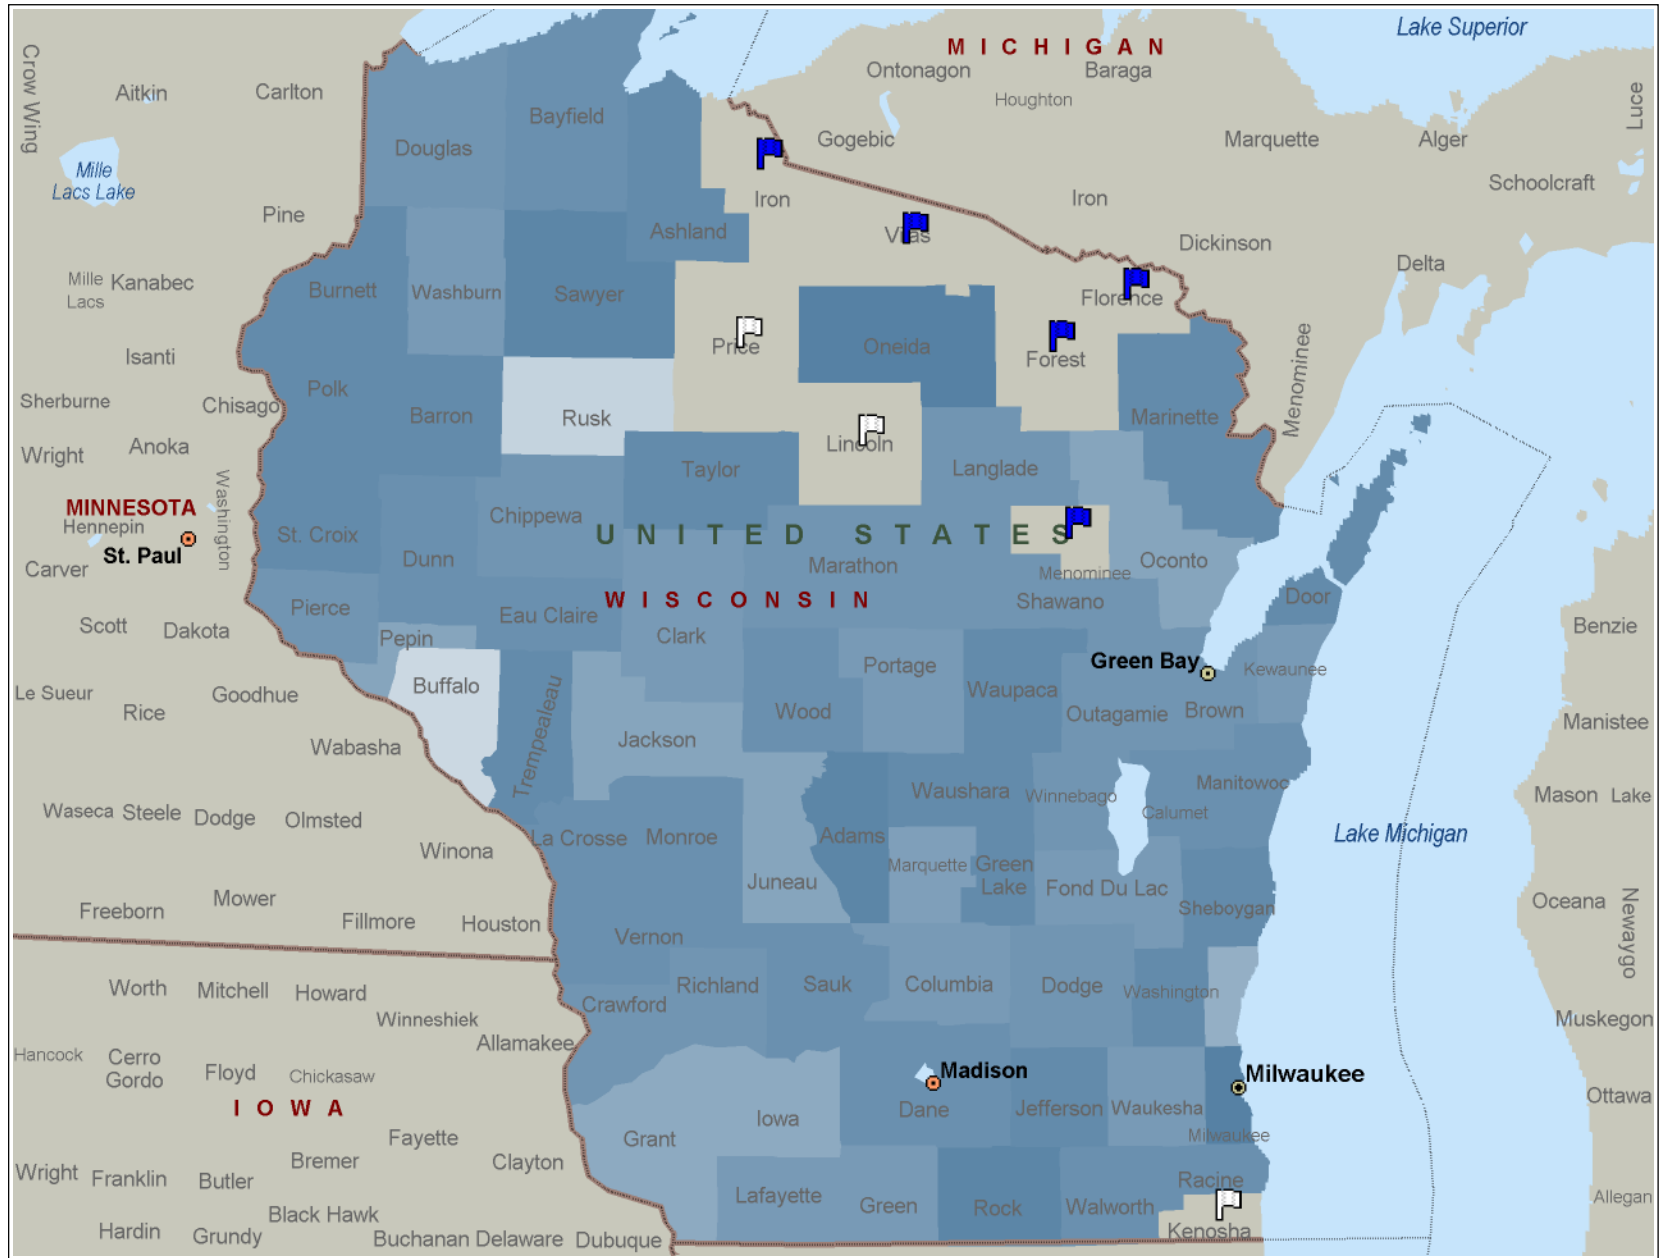 Lake Superior
MICHIGAN
Ontonagon
Baraga
Houghton
Crow Wing
Aitkin
Carlton
Luce
Bayfield
Douglas
Gogebic
Marquette
Alger
Mille
Lacs Lake
Schoolcraft
Pine
Iron
Iron
Ashland
Vilas
Dickinson
Delta
Mille
Lacs
Kanabec
Burnett
Washburn
Sawyer
Florence
Isanti
Price
Oneida
Forest
Menominee
Sherburne
Chisago
Polk
Barron
Rusk
Marinette
Wright
Anoka
Lincoln
Taylor
Langlade
Washington
MINNESOTA
Hennepin
St. Paul
Chippewa
UNITED STATES
St. Croix
Dunn
Carver
Marathon
Menominee
Oconto
WISCONSIN
Pierce
Eau Claire
Shawano
Door
Scott
Dakota
Pepin
Clark
Benzie
Portage
Green Bay
Kewaunee
Le Sueur
Goodhue
Buffalo
Waupaca
Rice
Trempealeau
Wood
Outagamie
Brown
Manistee
Wabasha
Jackson
Waushara
Winnebago
Manitowoc
Mason
Lake
Waseca
Steele
Dodge
Olmsted
Calumet
La Crosse
Monroe
Adams
Lake Michigan
Winona
Marquette
Green
Lake
Juneau
Fond Du Lac
Freeborn
Mower
Fillmore
Houston
Sheboygan
Oceana
Newaygo
Vernon
Worth
Mitchell
Howard
Richland
Sauk
Columbia
Dodge
Washington
Crawford
Winneshiek
Muskegon
Allamakee
Hancock
Cerro
Gordo
Floyd
Chickasaw
Madison
Milwaukee
IOWA
Iowa
Dane
Jefferson
Waukesha
Ottawa
Fayette
Grant
Milwaukee
Bremer
Clayton
Wright
Franklin
Butler
Racine
Lafayette
Green
Rock
Walworth
Allegan
Black Hawk
Hardin
Grundy
Buchanan
Delaware
Dubuque
Kenosha